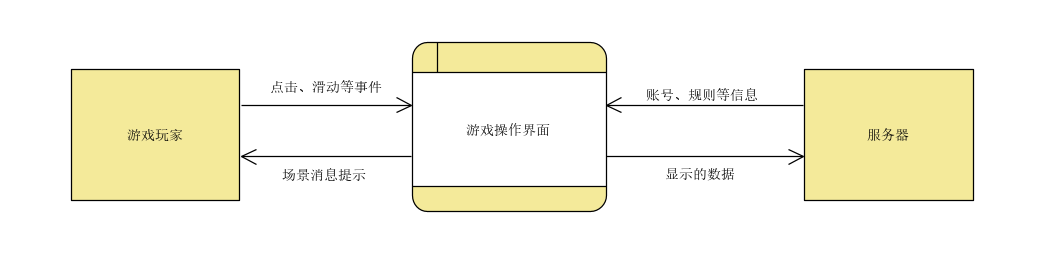 点击、滑动等事件
账号、规则等信息
游戏玩家
游戏操作界面
服务器
场景消息提示
显示的数据